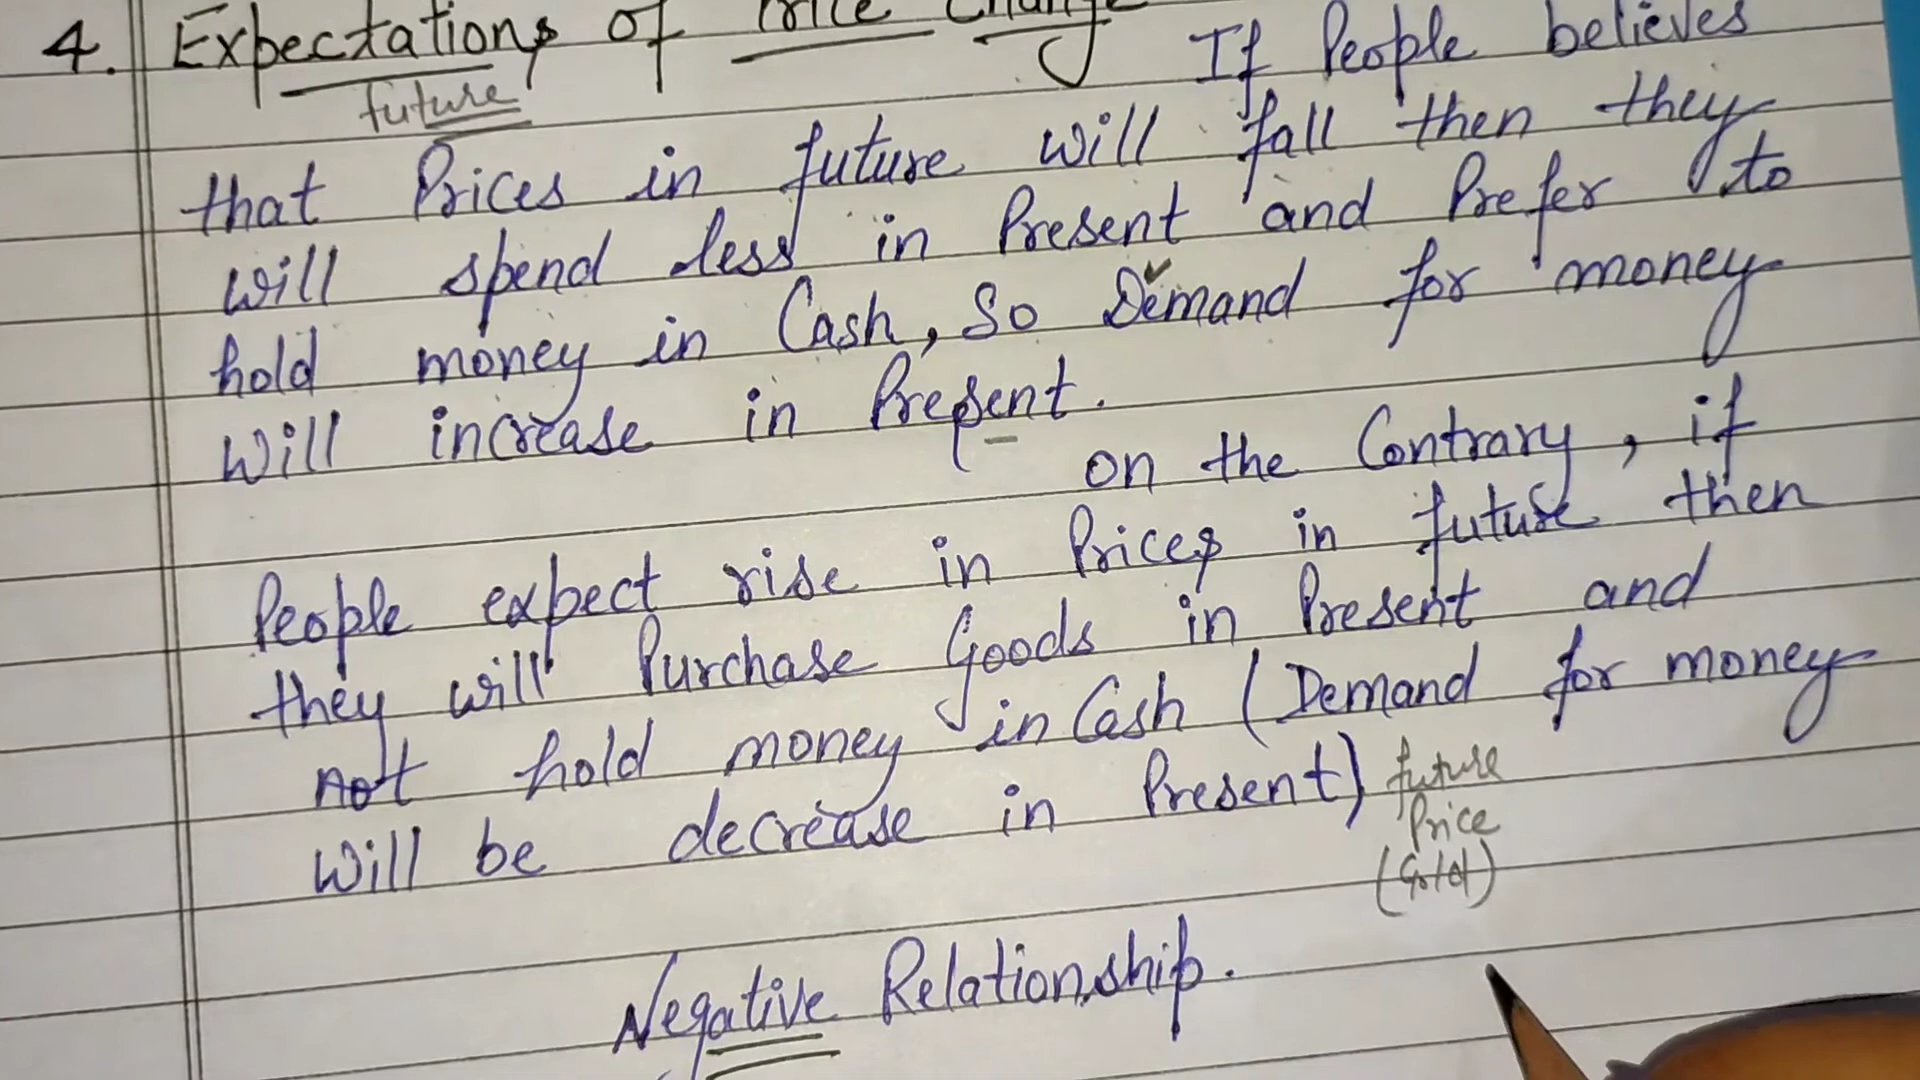 4. Expectations of Price Change
future
If People believes
that Prices in future will fall then they
will spend less in Present and Prefer to
hold money in Cash, So Demand for money
will increase in Present.
on the Contrary, if
People expect rise in Prices in future then
they will Purchase Goods in Present and
not hold money in Cash (Demand for money
will be decrease in Present)
future
Price
(Gold)
Negative Relationship.